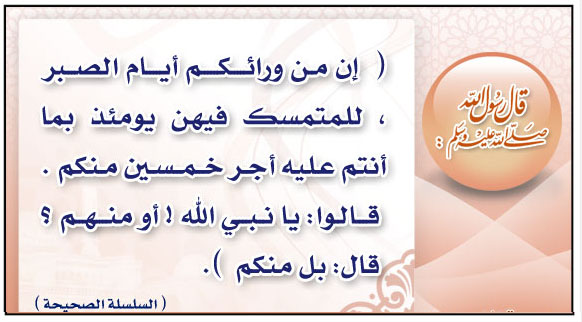 قال رسول الله
صلى الله عليه وسلم :
( إن من ورائكم أيام الصبر
، للمتمسك فيهن يومئذ بما
أنتم عليه أجر خمسين منكم .
قالوا: يا نبي الله ! أو منهم ؟
قال: بل منكم ).
( السلسلة الصحيحة )